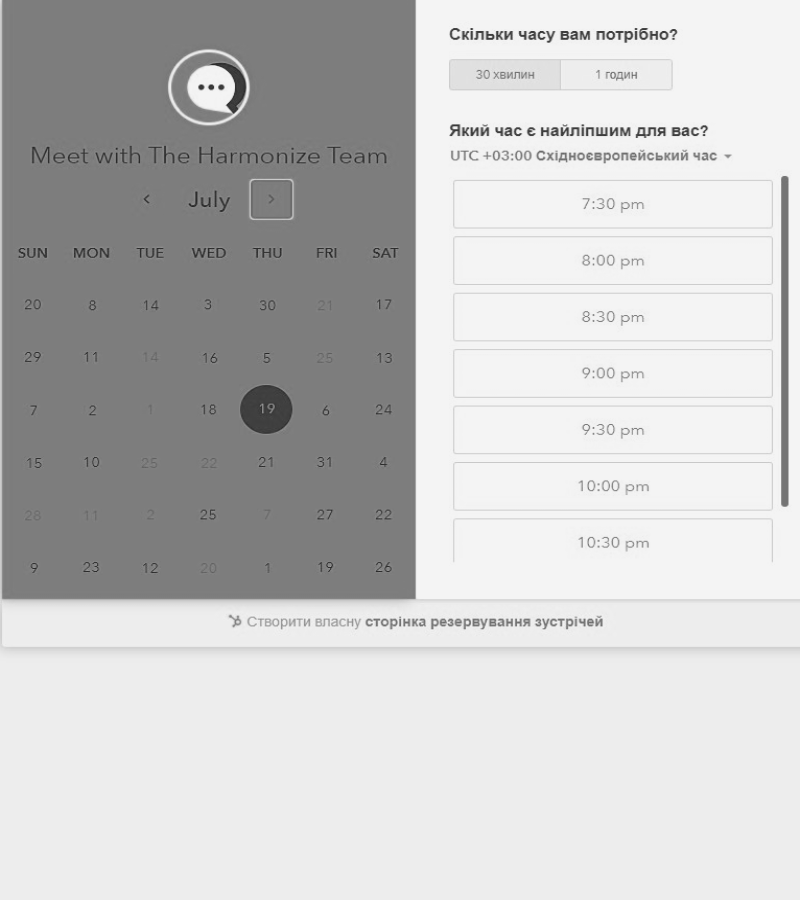 Meet with The Harmonize Team
July
SUN MON TUE WED THU FRI SAT
20 8 14 3 30 21 17
29 11 14 16 5 25 13
7 2 1 18 19 6 24
15 10 25 22 21 31 4
28 11 2 25 7 27 22
9 23 12 20 1 19 26
Скільки часу вам потрібно?
30 хвилин 1 годин
Який час є найліпшим для вас?
UTC +03:00 Східноєвропейський час
7:30 pm
8:00 pm
8:30 pm
9:00 pm
9:30 pm
10:00 pm
10:30 pm
Створити власну сторінка резервування зустрічей